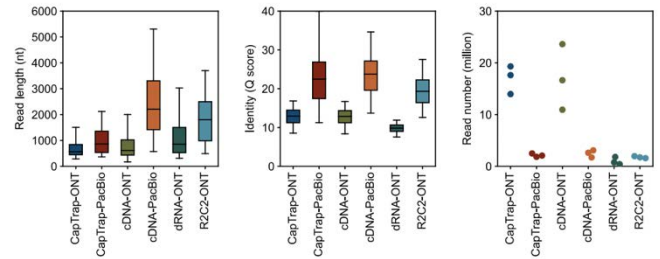 Read length (nt)
6000
5000
4000
3000
2000
1000
0
CapTrap-ONT
CapTrap-PacBio
cDNA-ONT
cDNA-PacBio
dRNA-ONT
R2C2-ONT
Identity (Q score)
40
30
20
10
0
CapTrap-ONT
CapTrap-PacBio
cDNA-ONT
cDNA-PacBio
dRNA-ONT
R2C2-ONT
Read number (million)
30
20
10
0
CapTrap-ONT
CapTrap-PacBio
cDNA-ONT
cDNA-PacBio
dRNA-ONT
R2C2-ONT